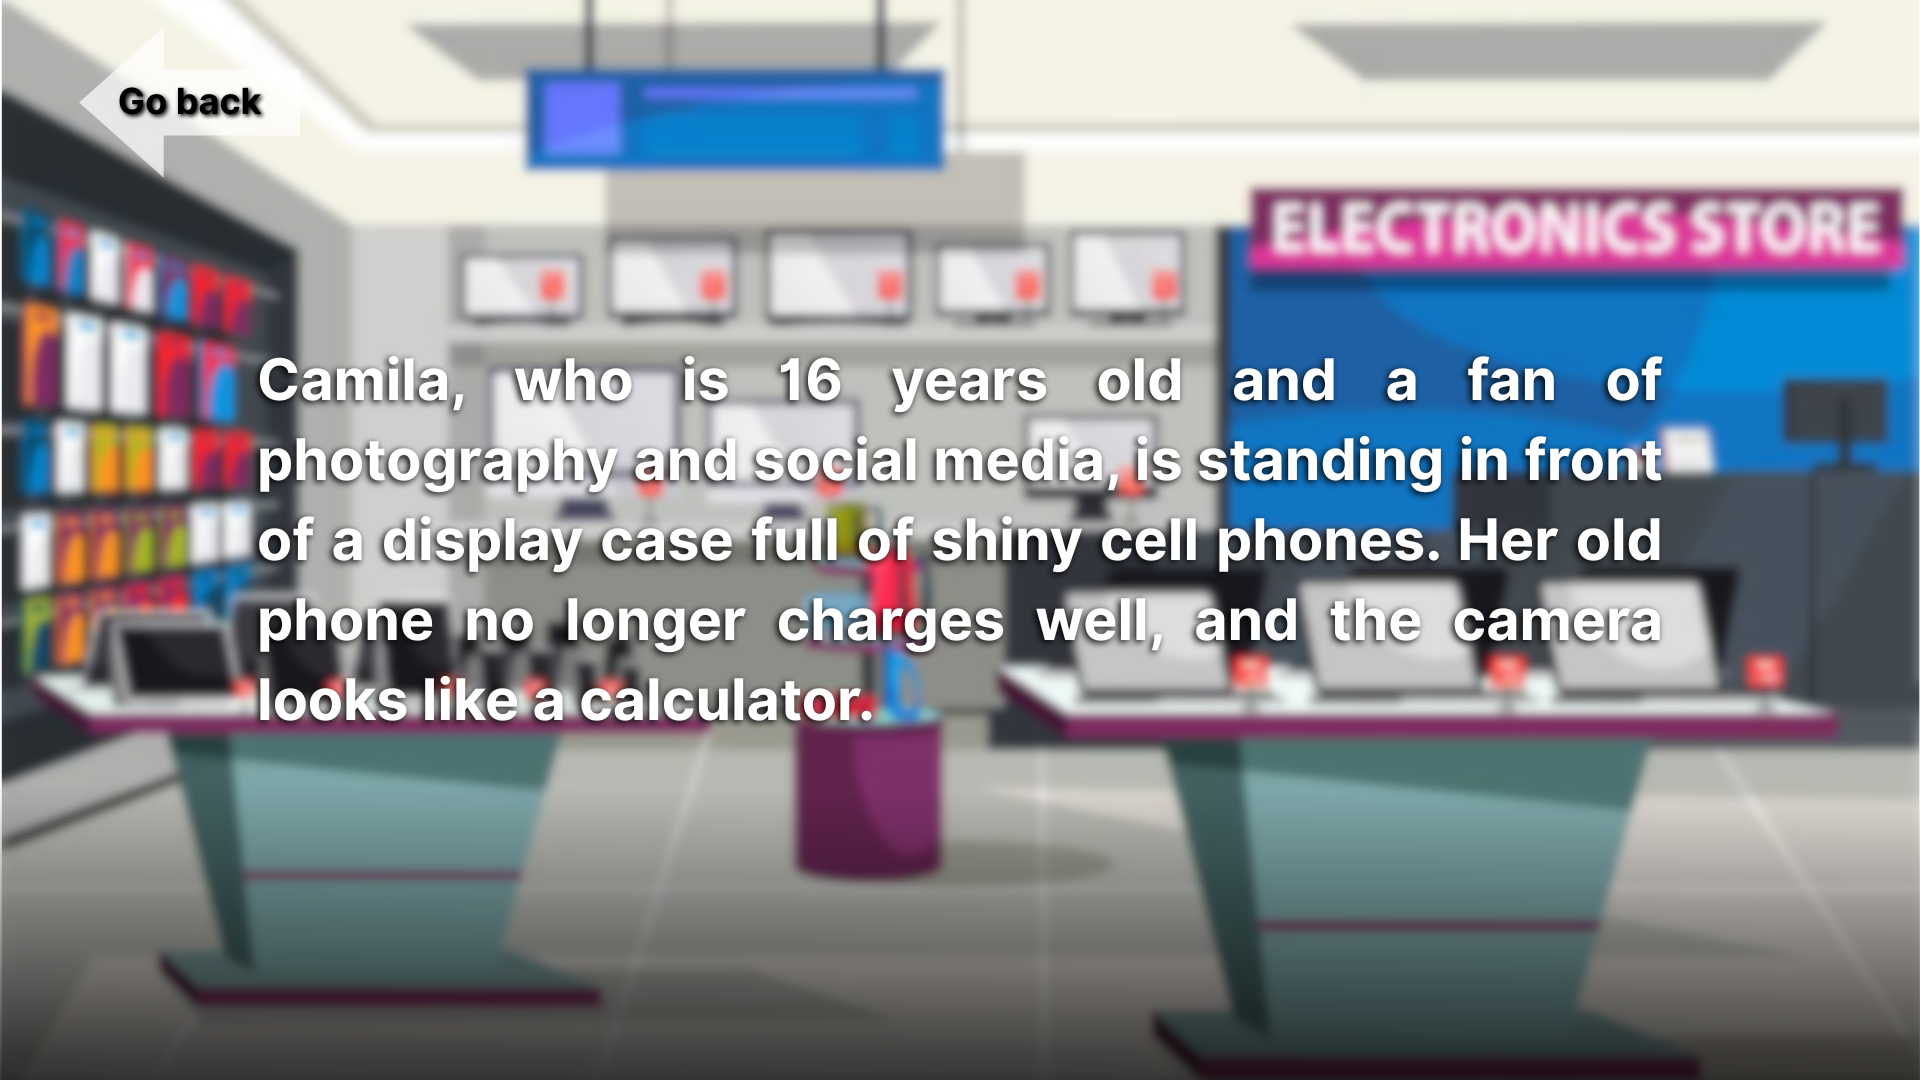 Go back
ELECTRONICS STORE
Camila, who is 16 years old and a fan of
photography and social media, is standing in front
of a display case full of shiny cell phones. Her old
phone no longer charges well, and the camera
looks like a calculator.